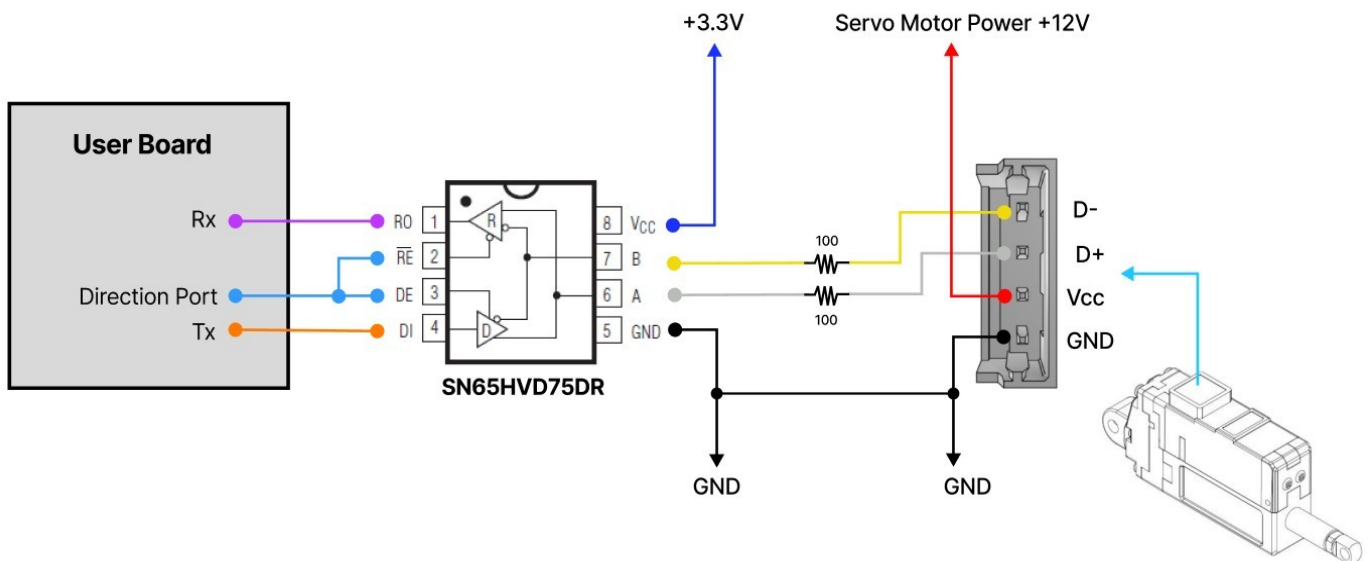 +3.3V
Servo Motor Power +12V
User Board
Rx
Direction Port
Tx
RO 1
RE 2
DE 3
DI 4
R
D
8 VCC
7 B
6 A
5 GND
SN65HVD75DR
100
100
D-
D+
Vcc
GND
GND
GND